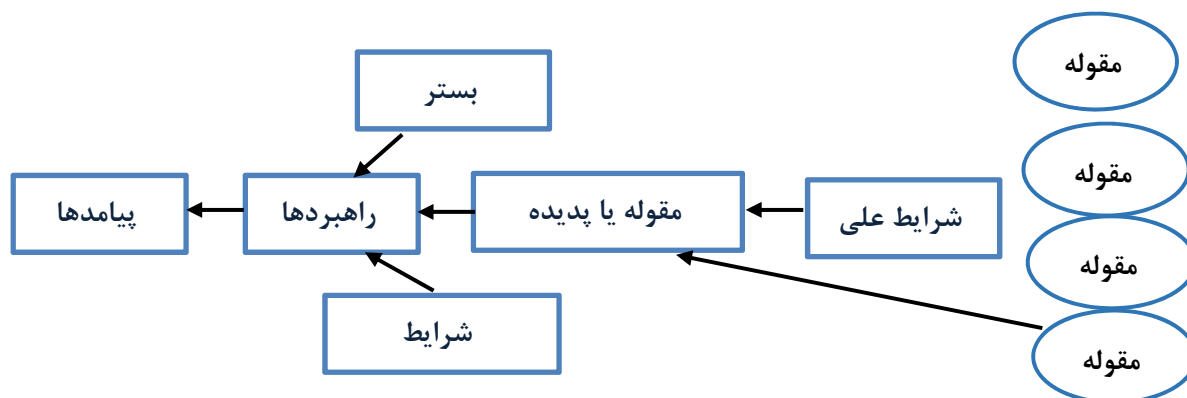 مقوله
بستر
مقوله
شرایط علی
مقوله یا پدیده
راهبردها
پیامدها
مقوله
شرایط
مقوله